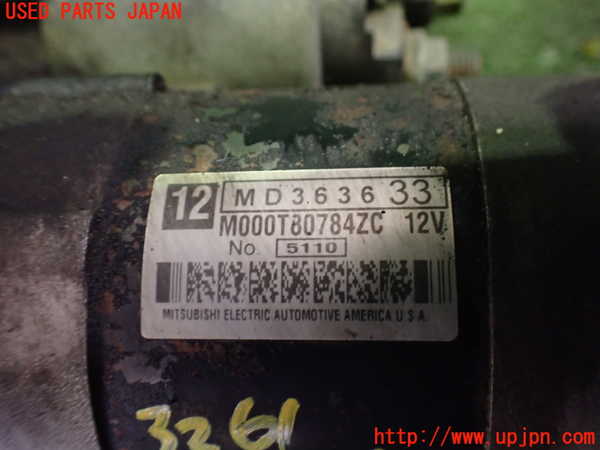 USED PARTS JAPAN
12 MD363633
M000T80784ZC 12V
No. 5110
MITSUBISHI ELECTRIC AUTOMOTIVE AMERICA U S A.
3261
http://www.upjpn.com/